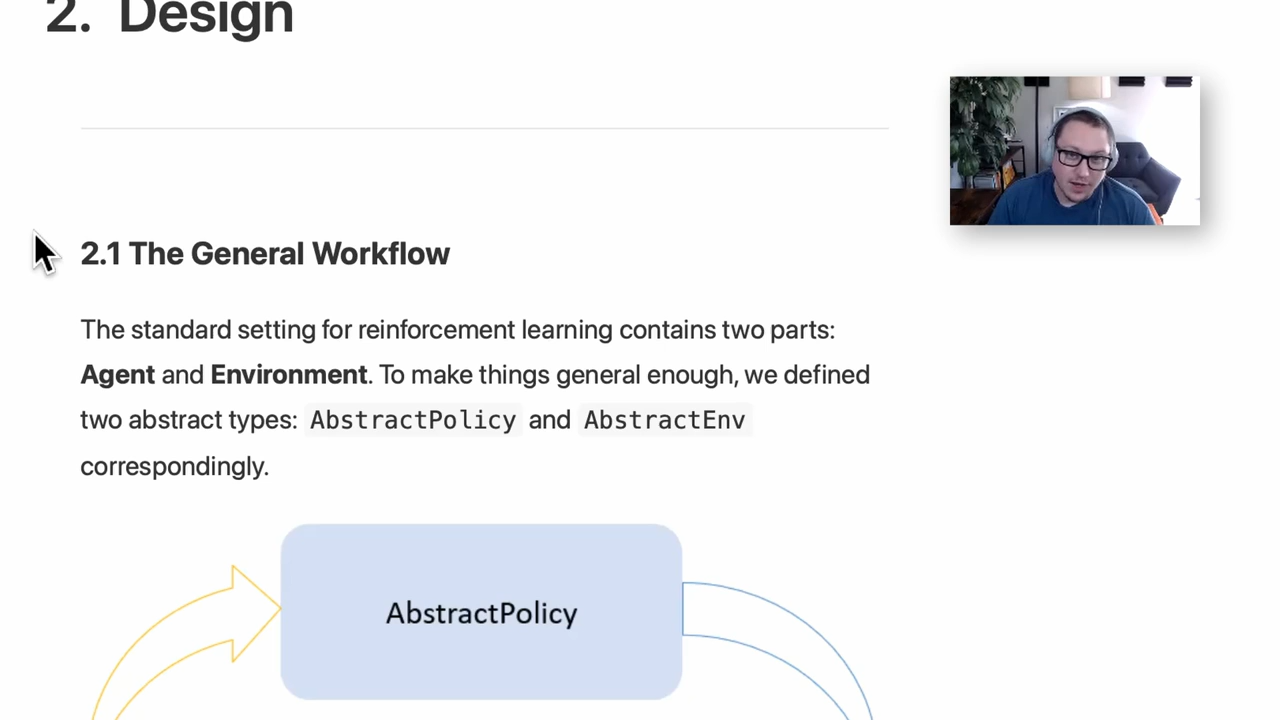 2. Design
2.1 The General Workflow
The standard setting for reinforcement learning contains two parts:
Agent and Environment. To make things general enough, we defined
two abstract types: AbstractPolicy and AbstractEnv
correspondingly.
AbstractPolicy